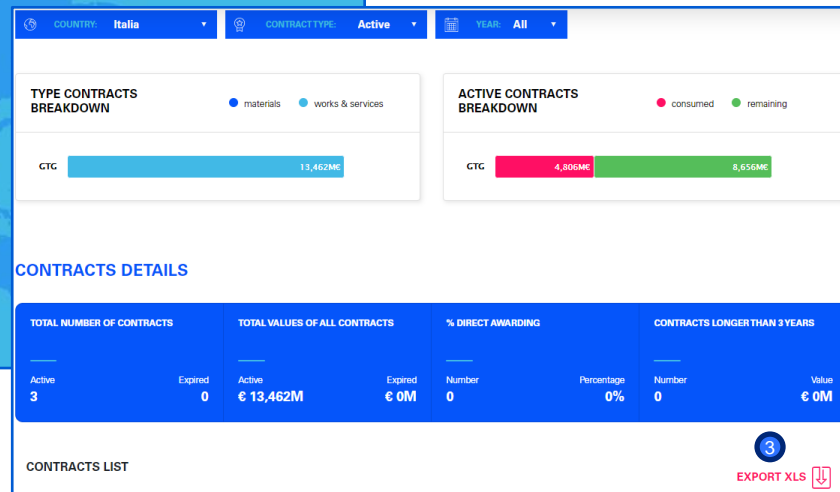 COUNTRY: Italia
CONTRACT TYPE: Active
YEAR: All
TYPE CONTRACTS
BREAKDOWN
materials
works & services
GTG
13,462M€
ACTIVE CONTRACTS
BREAKDOWN
consumed
remaining
GTG
4,806M€
8,656M€
CONTRACTS DETAILS
TOTAL NUMBER OF CONTRACTS
Active
Expired
3
0
TOTAL VALUES OF ALL CONTRACTS
Active
Expired
€ 13,462M
€ 0M
% DIRECT AWARDING
Number
Percentage
0
0%
CONTRACTS LONGER THAN 3 YEARS
Number
Value
0
€ 0M
3
CONTRACTS LIST
EXPORT XLS